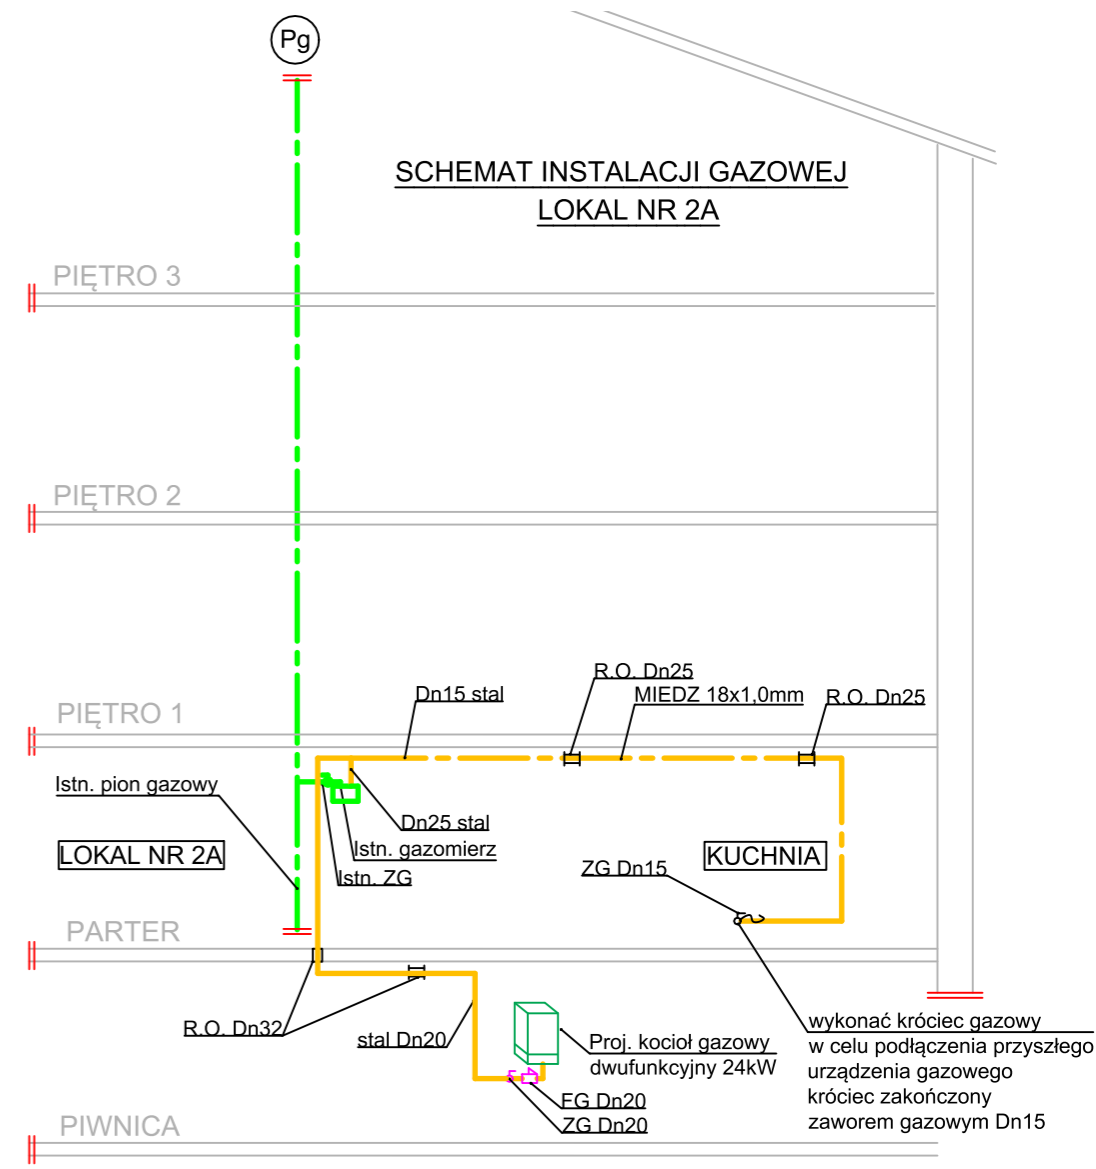 Pg
SCHEMAT INSTALACJI GAZOWEJ
LOKAL NR 2A
PIĘTRO 3
PIĘTRO 2
R.O. Dn25
Dn15 stal
MIEDZ 18x1,0mm
R.O. Dn25
PIĘTRO 1
Istn. pion gazowy
Dn25 stal
Istn. gazomierz
LOKAL NR 2A
KUCHNIA
ZG Dn15
Istn. ZG
PARTER
R.O. Dn32
stal Dn20
Proj. kocioł gazowy
dwufunkcyjny 24kW
wykonać króciec gazowy
w celu podłączenia przyszłego
urządzenia gazowego
króciec zakończony
zaworem gazowym Dn15
FG Dn20
ZG Dn20
PIWNICA